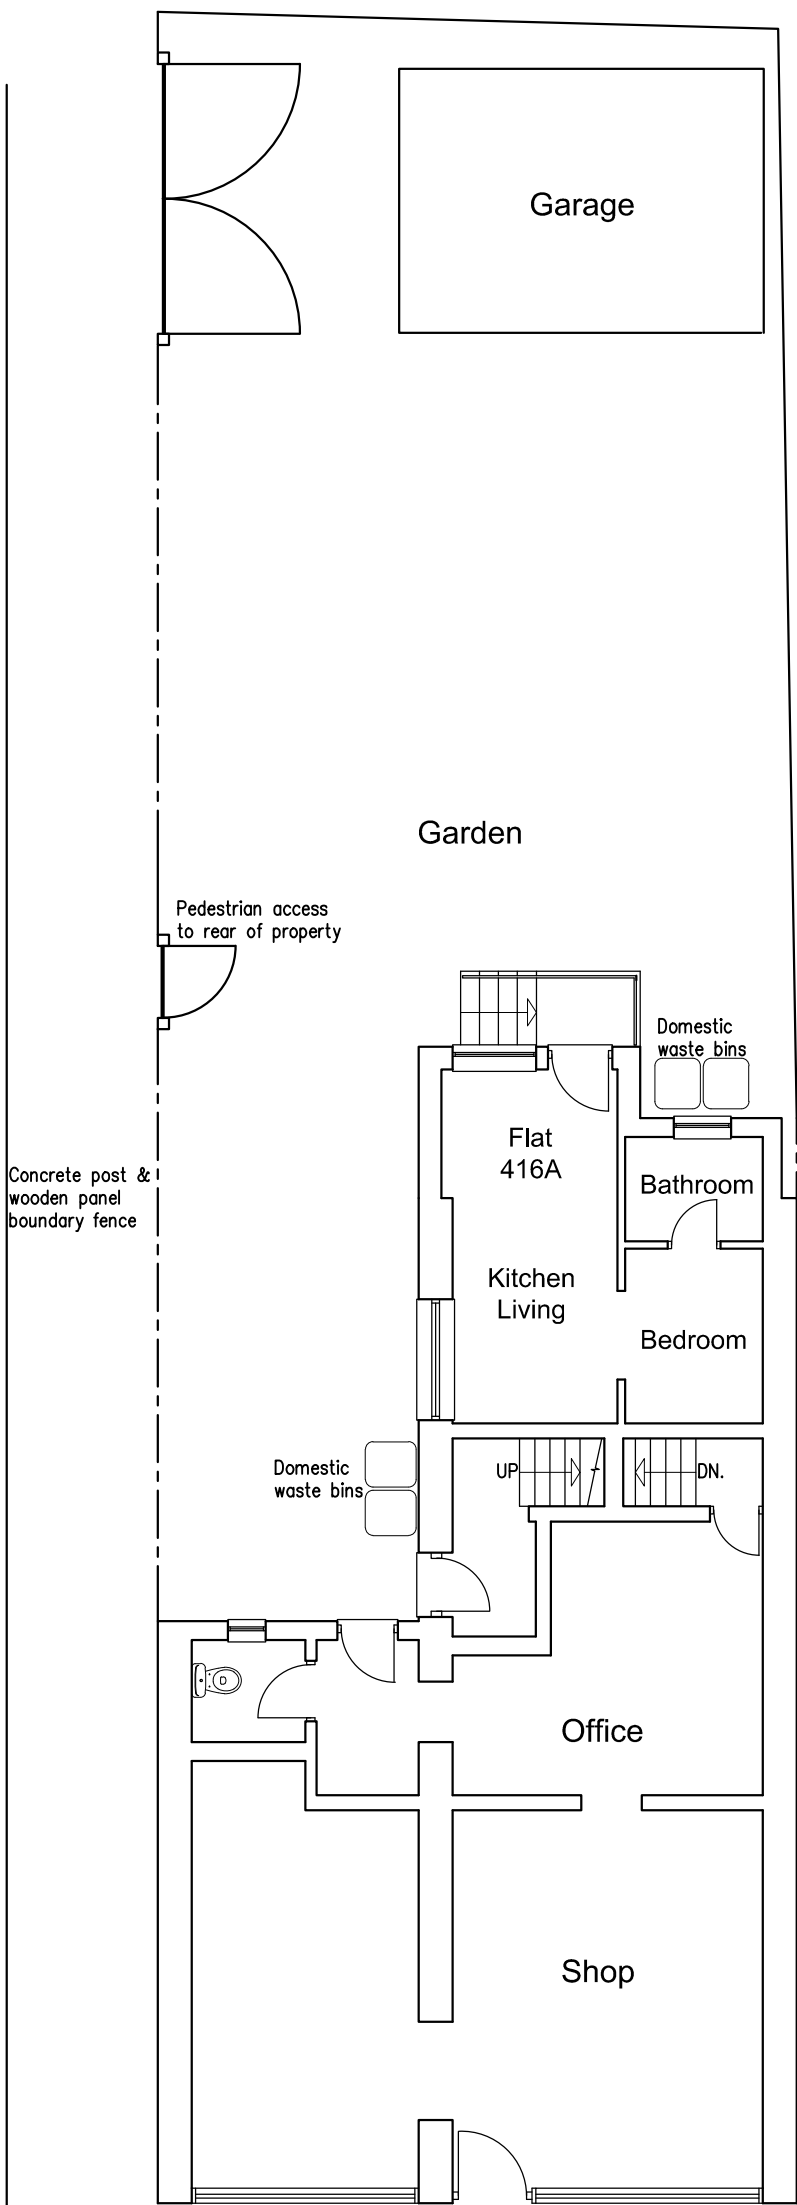 Garage
Garden
Pedestrian access
to rear of property
Domestic
waste bins
Flat
416A
Concrete post &
wooden panel
boundary fence
Bathroom
Kitchen
Living
Bedroom
Domestic
waste bins
UP
DN.
Office
Shop